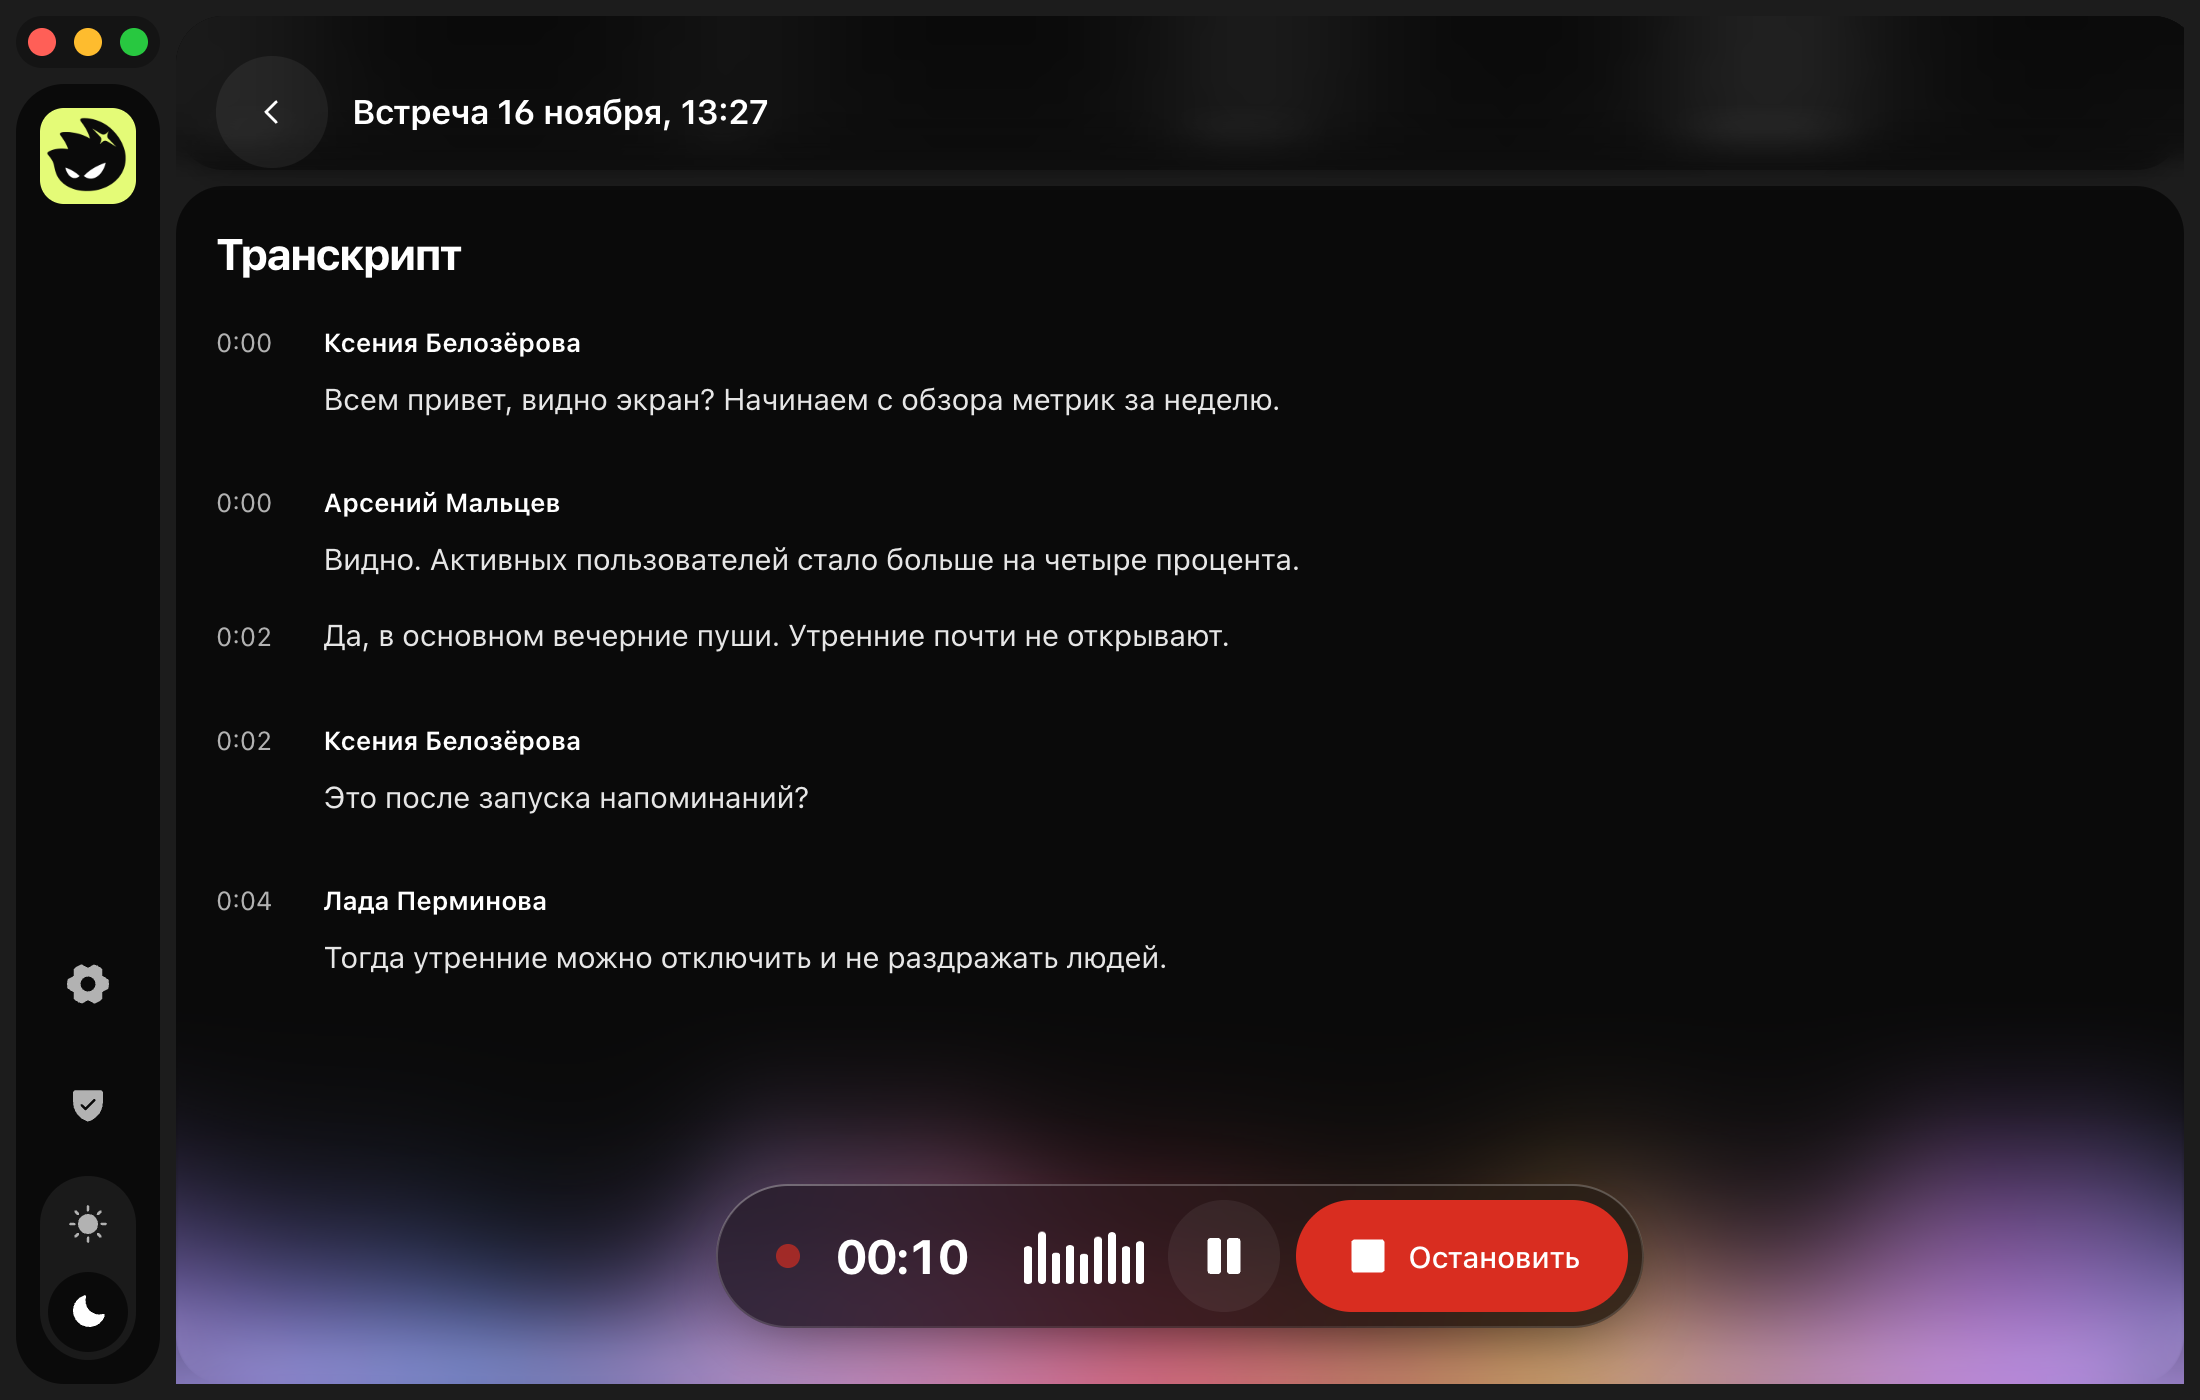 Встреча 16 ноября, 13:27
Транскрипт
0:00 Ксения Белозёрова
Всем привет, видно экран? Начинаем с обзора метрик за неделю.
0:00 Арсений Мальцев
Видно. Активных пользователей стало больше на четыре процента.
0:02 Да, в основном вечерние пуши. Утренние почти не открывают.
0:02 Ксения Белозёрова
Это после запуска напоминаний?
0:04 Лада Перминова
Тогда утренние можно отключить и не раздражать людей.
00:10 Остановить